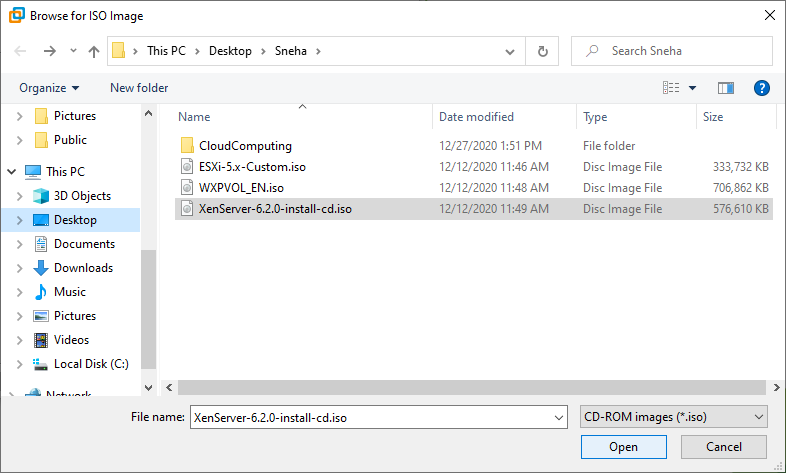 Browse for ISO Image
This PC > Desktop > Sneha >
Search Sneha
Organize New folder
Name Date modified Type Size
Pictures
Public
This PC
3D Objects
Desktop
Documents
Downloads
Music
Pictures
Videos
Local Disk (C:)
Network
CloudComputing 12/27/2020 1:51 PM File folder
ESXi-5.x-Custom.iso 12/12/2020 11:46 AM Disc Image File 333,732 KB
WXPVOL_EN.iso 12/12/2020 11:48 AM Disc Image File 706,862 KB
XenServer-6.2.0-install-cd.iso 12/12/2020 11:49 AM Disc Image File 576,610 KB
File name: XenServer-6.2.0-install-cd.iso CD-ROM images (*.iso)
Open Cancel